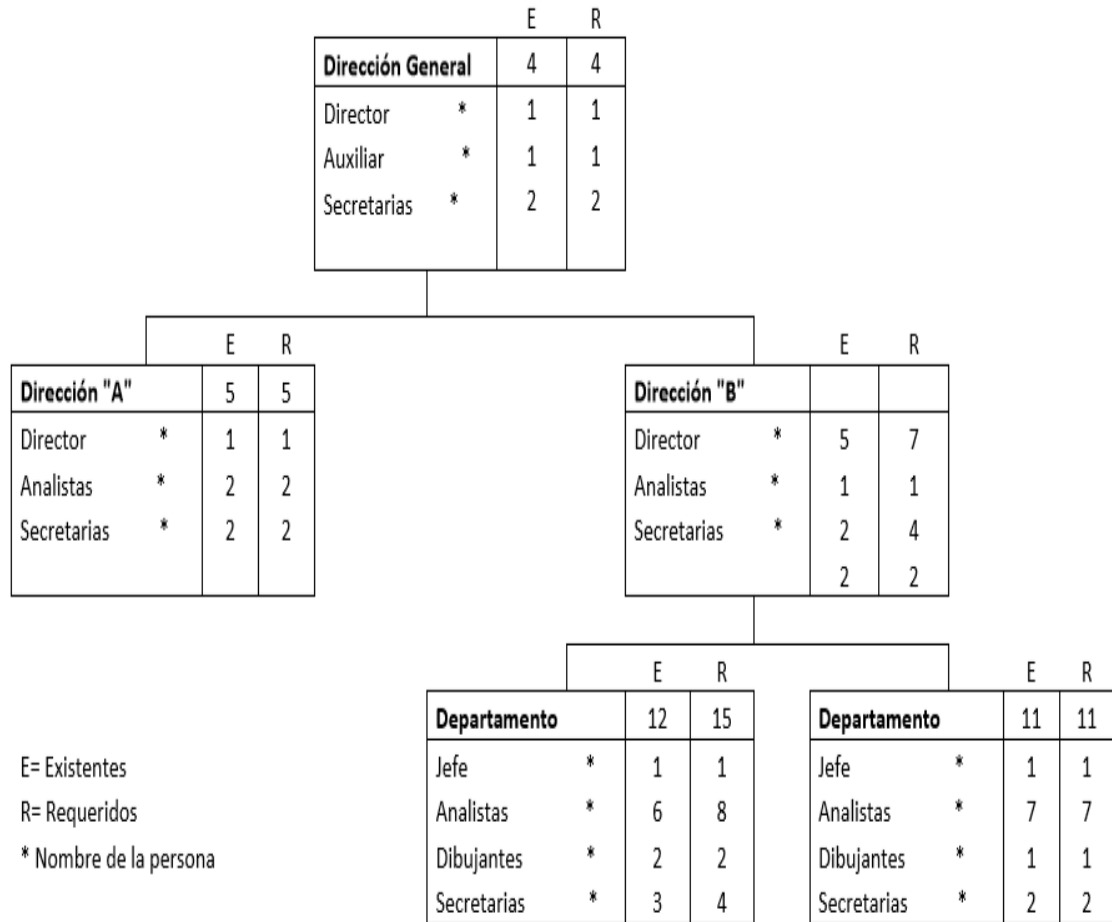 E R
Dirección General 4 4
Director * 1 1
Auxiliar * 1 1
Secretarias * 2 2
E R
Dirección "A" 5 5
Director * 1 1
Analistas * 2 2
Secretarias * 2 2
E R
Dirección "B"
Director * 5 7
Analistas * 1 1
Secretarias * 2 4
2 2
E R
Departamento 12 15
Jefe * 1 1
Analistas * 6 8
Dibujantes * 2 2
Secretarias * 3 4
E R
Departamento 11 11
Jefe * 1 1
Analistas * 7 7
Dibujantes * 1 1
Secretarias * 2 2
E= Existentes
R= Requeridos
* Nombre de la persona